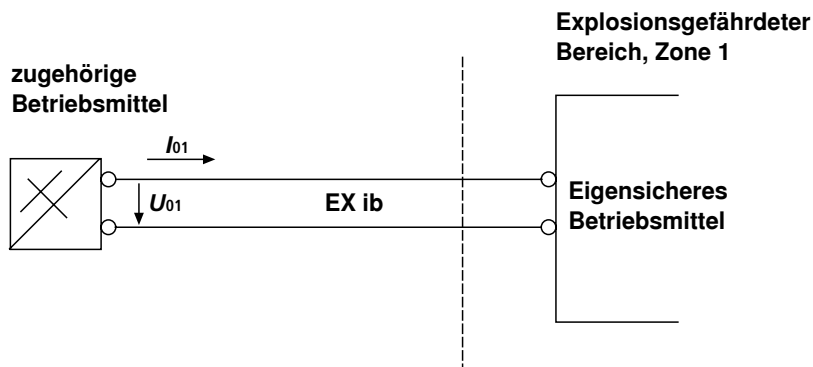 Explosionsgefährdeter
Bereich, Zone 1
zugehörige
Betriebsmittel
I01
U01
EX ib
Eigensicheres
Betriebsmittel